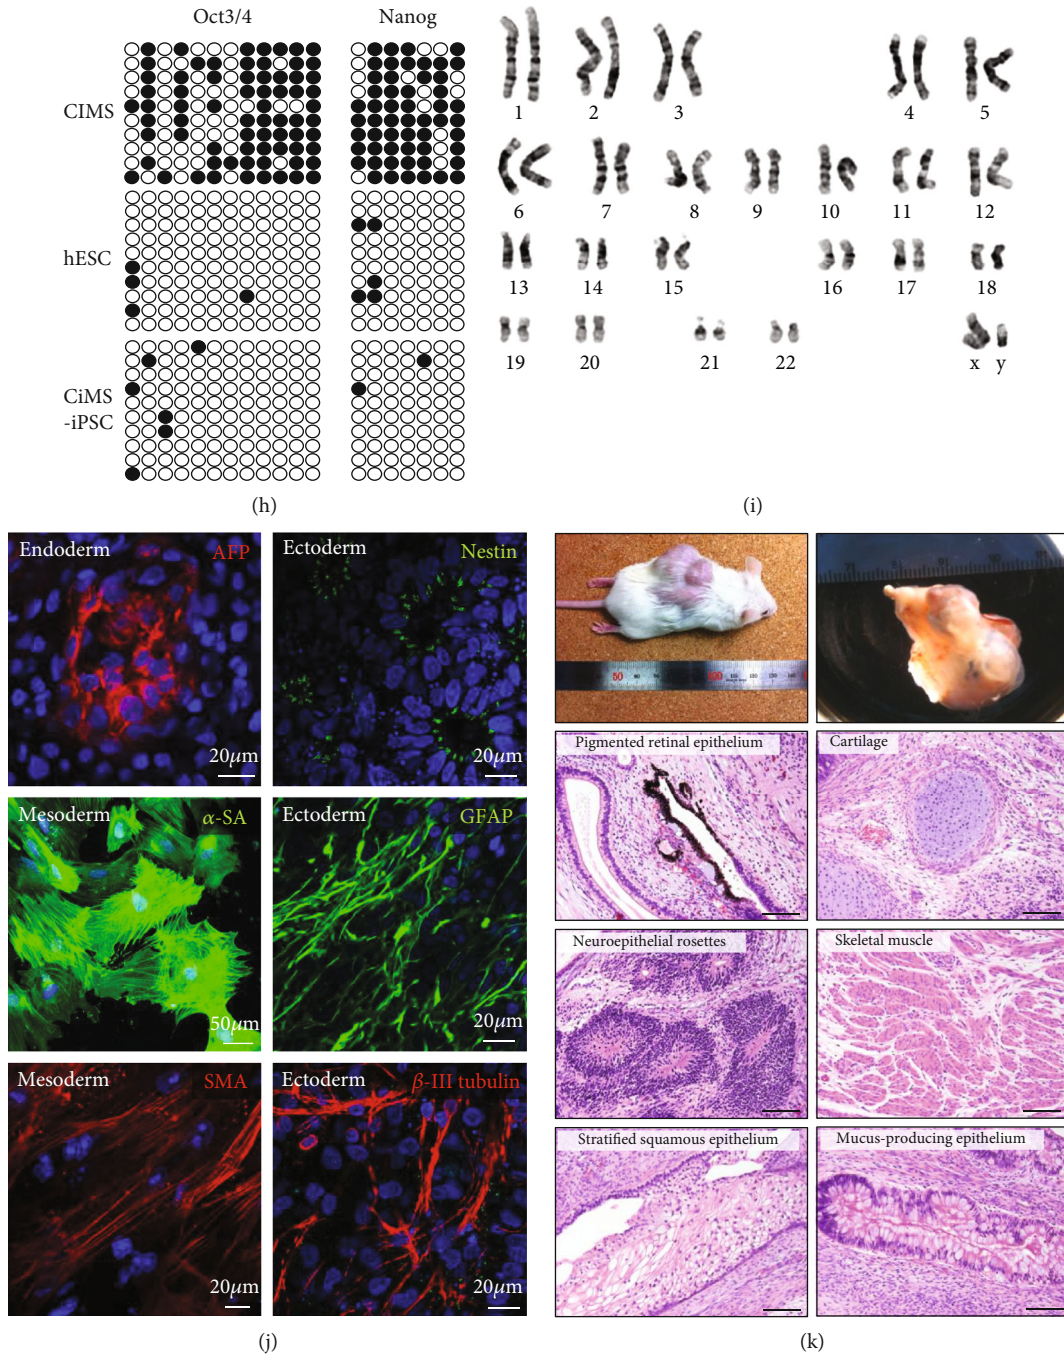 Oct3/4 Nanog
CIMS
hESC
CiMS
-iPSC
(h)
1 2 3 4 5
6 7 8 9 10 11 12
13 14 15 16 17 18
19 20 21 22 x y
(i)
Endoderm AFP
20μm
Ectoderm Nestin
20μm
Mesoderm α-SA
50μm
Ectoderm GFAP
20μm
Mesoderm SMA
20μm
Ectoderm β-III tubulin
20μm
(j)
50
100
Pigmented retinal epithelium
Cartilage
Neuroepithelial rosettes
Skeletal muscle
Stratified squamous epithelium
Mucus-producing epithelium
(k)